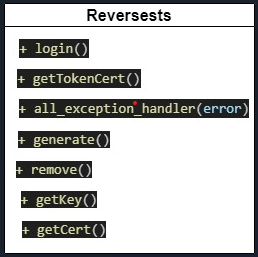 Reversests
+ login()
+ getTokenCert()
+ all_exception_handler(error)
+ generate()
+ remove()
+ getKey()
+ getCert()